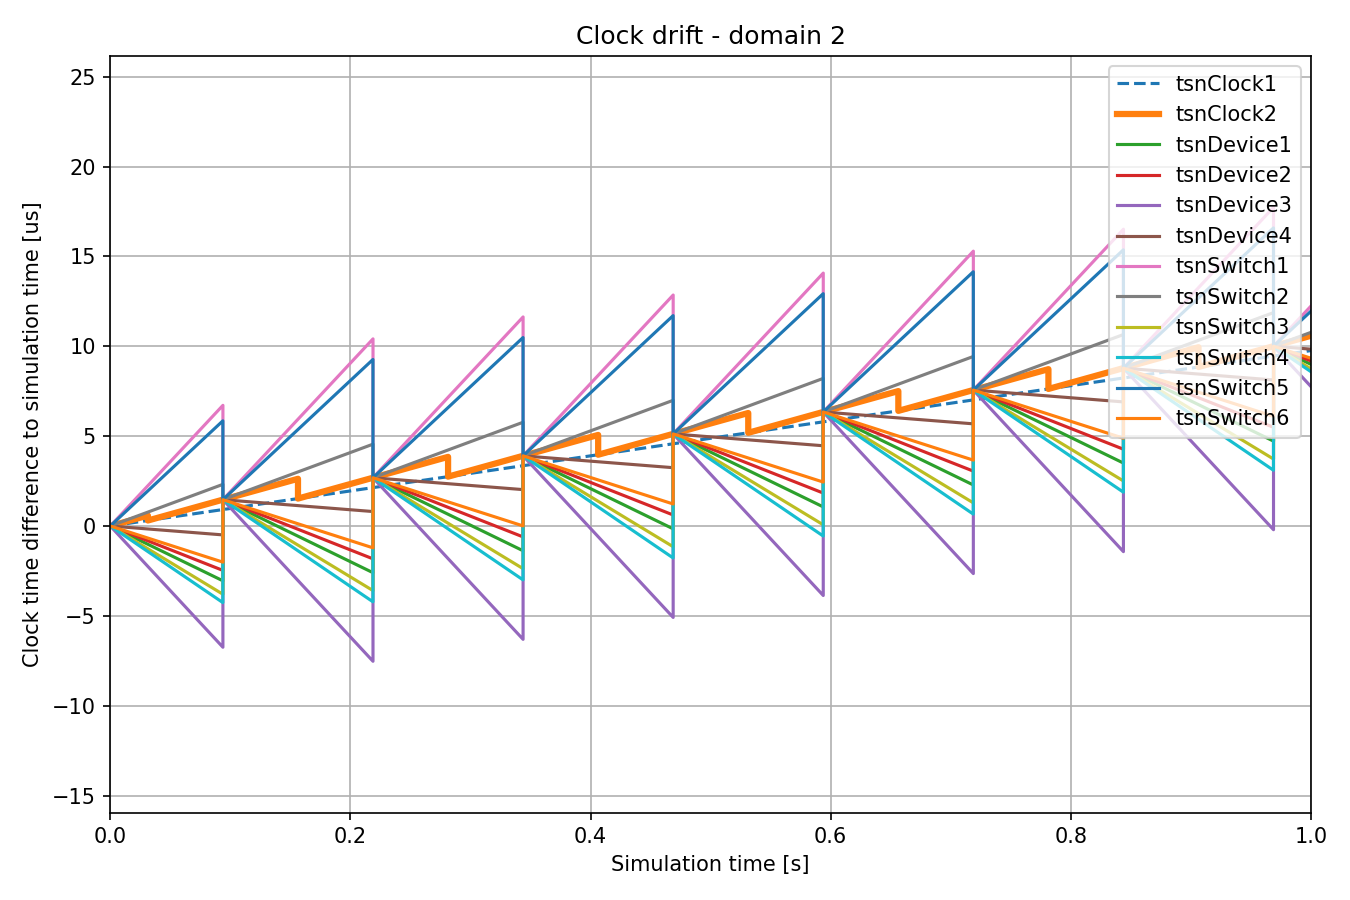 Clock drift - domain 2
Clock time difference to simulation time [us]
25
20
15
10
5
0
−5
−10
−15
0.0 0.2 0.4 0.6 0.8 1.0
Simulation time [s]
tsnClock1
tsnClock2
tsnDevice1
tsnDevice2
tsnDevice3
tsnDevice4
tsnSwitch1
tsnSwitch2
tsnSwitch3
tsnSwitch4
tsnSwitch5
tsnSwitch6